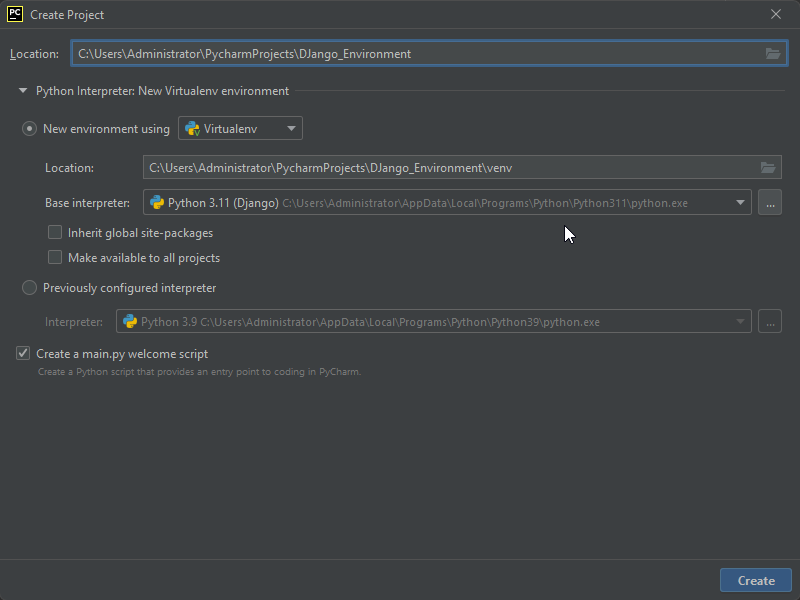 PC Create Project
Location: C:\Users\Administrator\PycharmProjects\DJango_Environment
Python Interpreter: New Virtualenv environment
New environment using Virtualenv
Location: C:\Users\Administrator\PycharmProjects\DJango_Environment\venv
Base interpreter: Python 3.11 (Django) C:\Users\Administrator\AppData\Local\Programs\Python\Python311\python.exe ...
Inherit global site-packages
Make available to all projects
Previously configured interpreter
Interpreter: Python 3.9 C:\Users\Administrator\AppData\Local\Programs\Python\Python39\python.exe ...
Create a main.py welcome script
Create a Python script that provides an entry point to coding in PyCharm.
Create